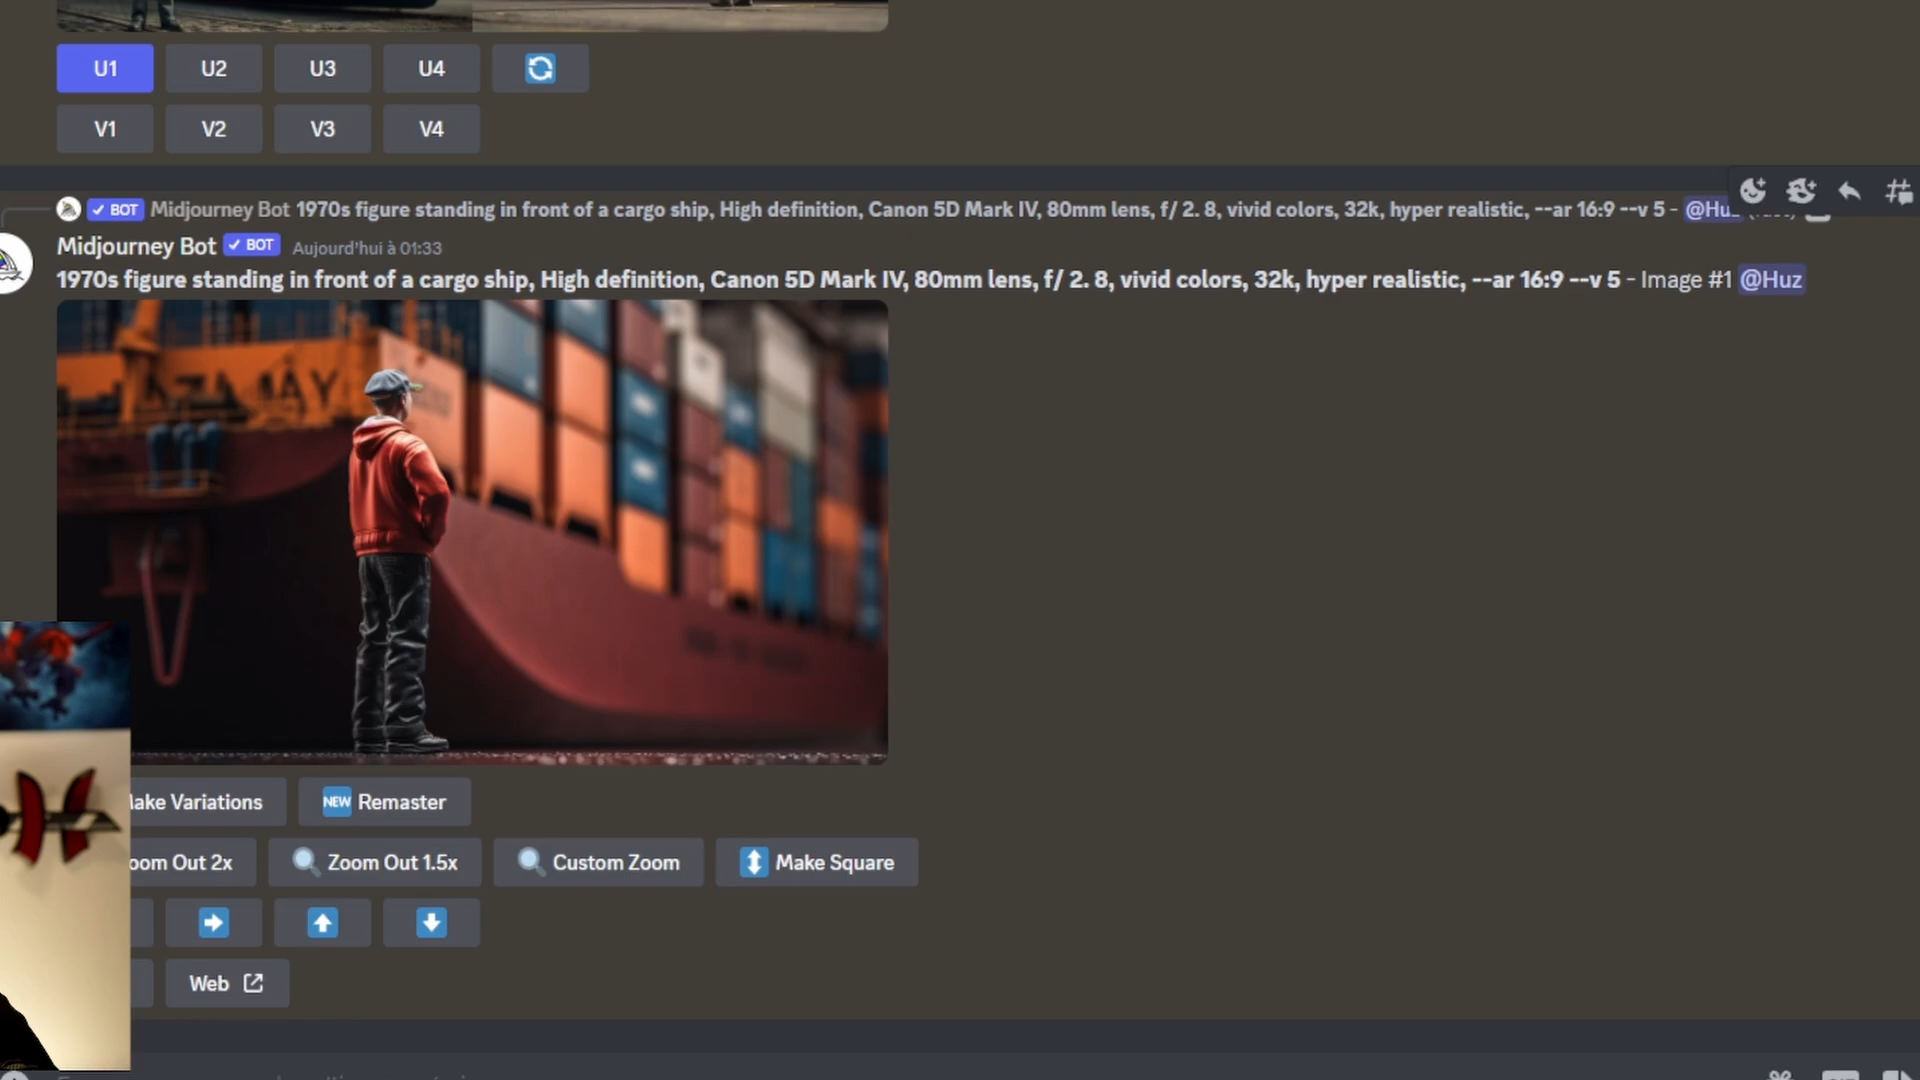 U1 U2 U3 U4
V1 V2 V3 V4
BOT Midjourney Bot 1970s figure standing in front of a cargo ship, High definition, Canon 5D Mark IV, 80mm lens, f/ 2. 8, vivid colors, 32k, hyper realistic, --ar 16:9 --v 5 -
Midjourney Bot BOT Aujourd'hui à 01:33
1970s figure standing in front of a cargo ship, High definition, Canon 5D Mark IV, 80mm lens, f/ 2. 8, vivid colors, 32k, hyper realistic, --ar 16:9 --v 5 - Image #1 @Huz
Variations NEW Remaster
Out 2x Zoom Out 1.5x Custom Zoom Make Square
Web